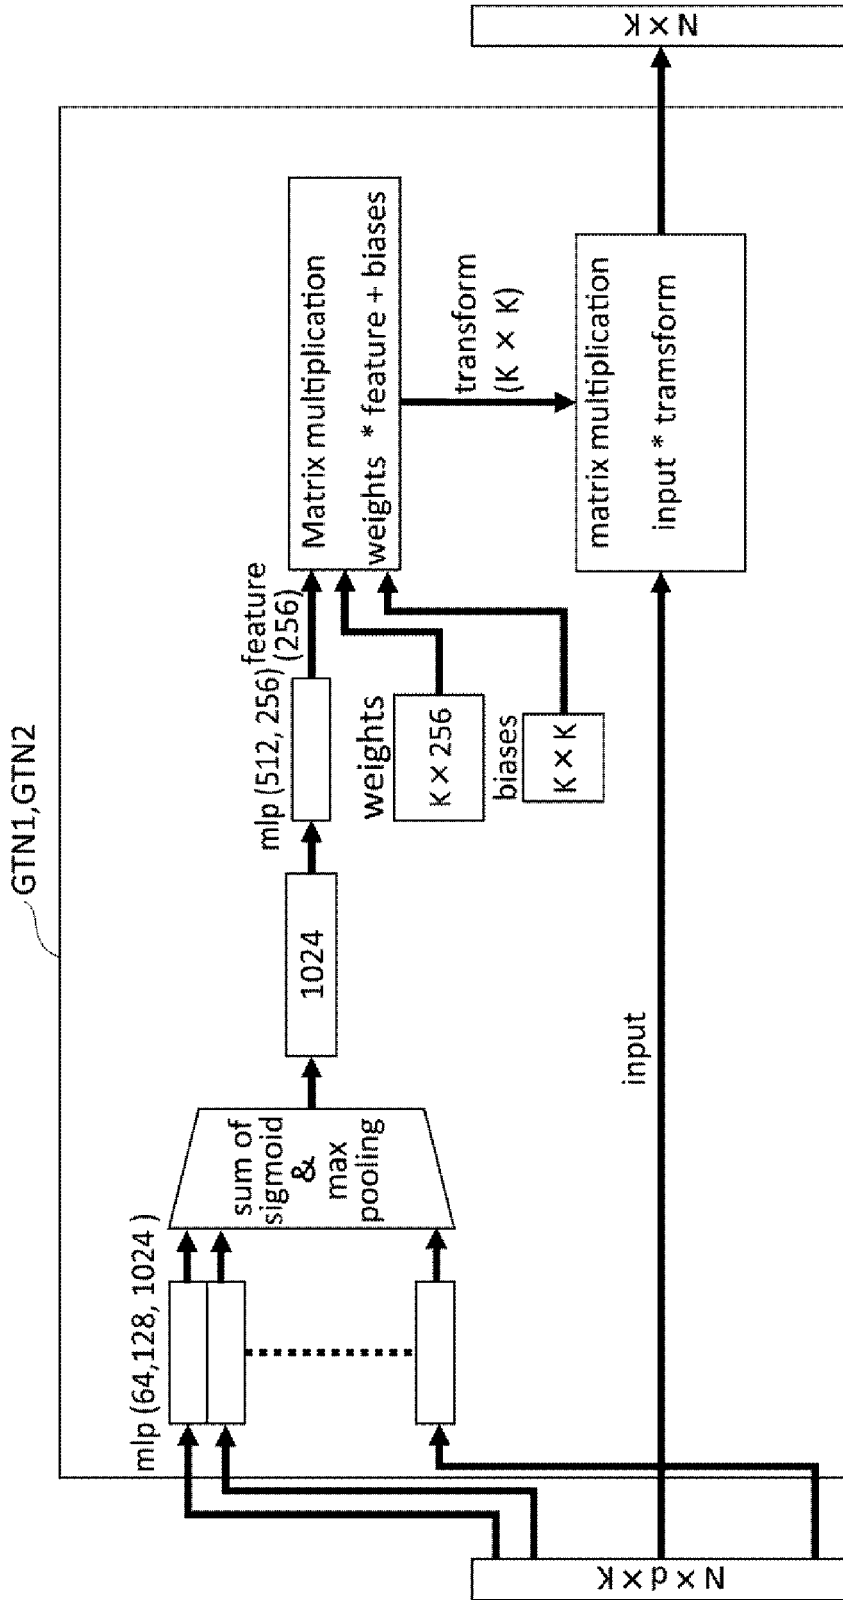 GTN1,GTN2
mlp (64,128, 1024 )
sum of
sigmoid
&
max
pooling
1024
mlp (512, 256)
feature
(256)
weights
K × 256
biases
K × K
Matrix multiplication
weights * feature + biases
transform
(K × K)
matrix multiplication
input * tramsform
input
N×d×K
N×K